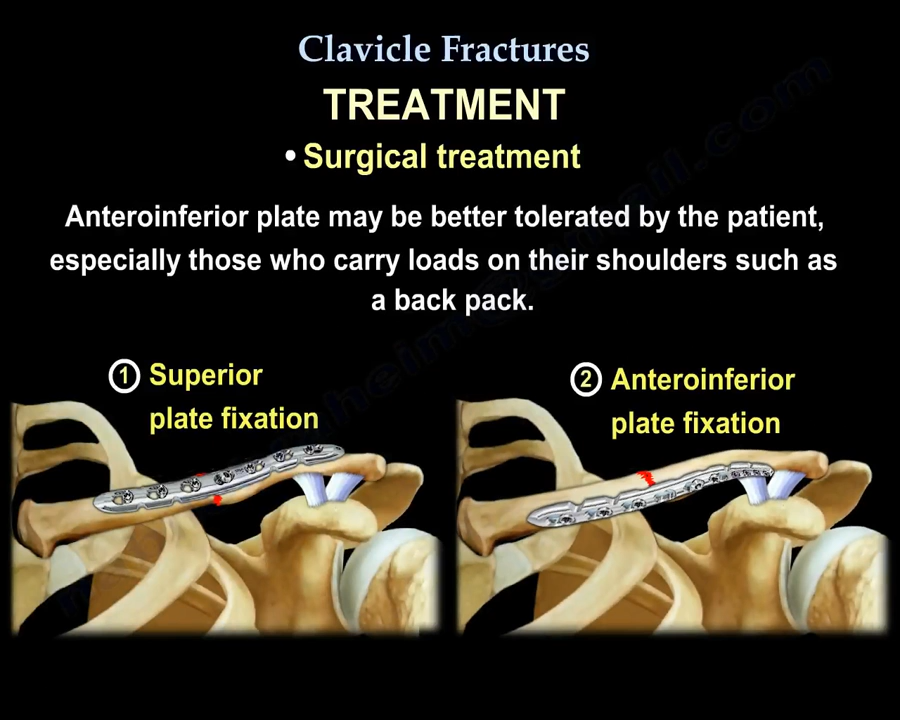 Clavicle Fractures
TREATMENT
• Surgical treatment
Anteroinferior plate may be better tolerated by the patient,
especially those who carry loads on their shoulders such as
a back pack.
1 Superior
plate fixation
2 Anteroinferior
plate fixation